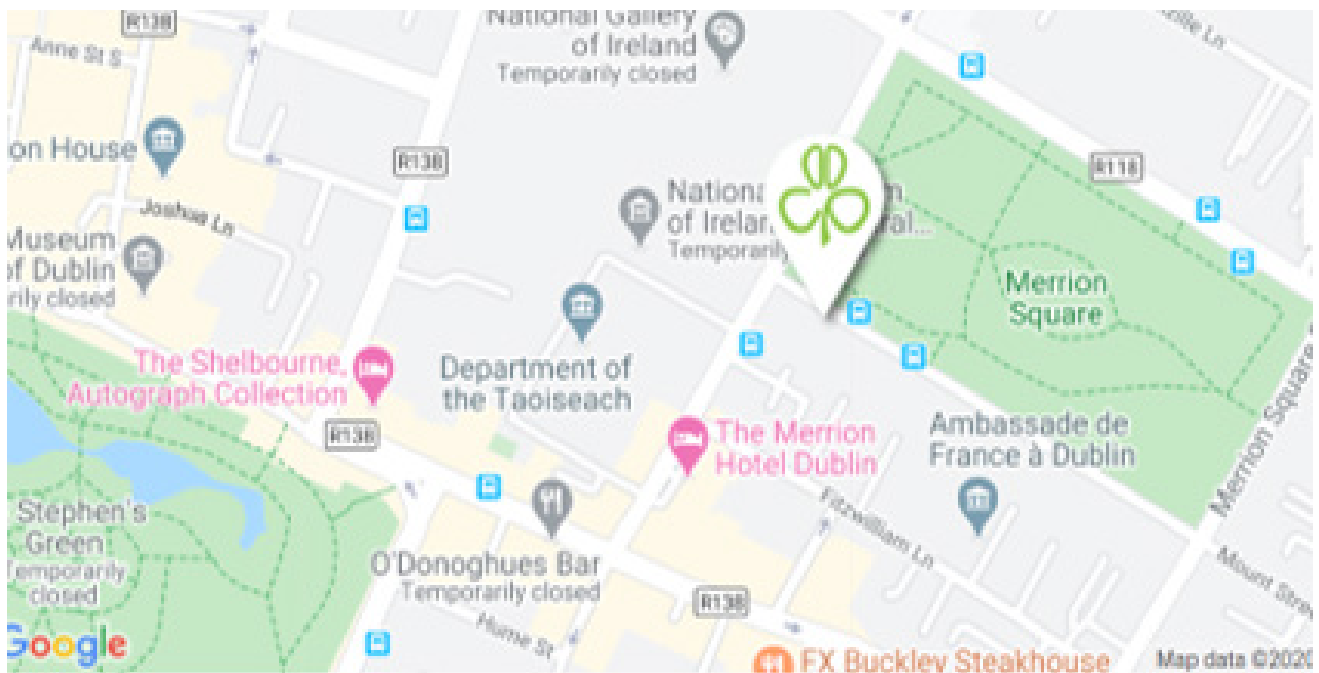 R138
National Gallery
of Ireland
Temporarily closed
Anne St S
on House
R138
R118
Joshua Ln
of
Temporarily
Museum
of Dublin
rily closed
Merrion
Square
The Shelbourne,
Autograph Collection
Department of
the Taoiseach
R138
The Merrion
Hotel Dublin
Ambassade de
France à Dublin
Merrion Square
Stephen's
Green
Temporarily
closed
Fitzwilliam Ln
O'Donoghues Bar
Temporarily closed
Mount
R138
Hume St
Google
FX Buckley Steakhouse
Map data ©2020